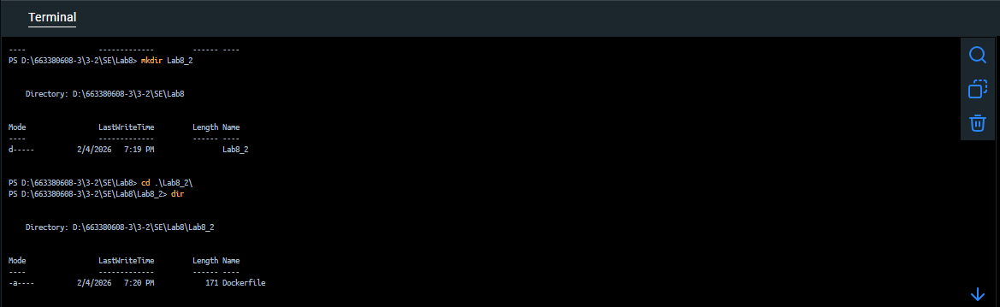 Terminal
----                 -------------         ------ ----
PS D:\663380608-3\3-2\SE\Lab8> mkdir Lab8_2
    Directory: D:\663380608-3\3-2\SE\Lab8
Mode                 LastWriteTime         Length Name
----                 -------------         ------ ----
d-----          2/4/2026   7:19 PM                Lab8_2
PS D:\663380608-3\3-2\SE\Lab8> cd .\Lab8_2\
PS D:\663380608-3\3-2\SE\Lab8\Lab8_2> dir
    Directory: D:\663380608-3\3-2\SE\Lab8\Lab8_2
Mode                 LastWriteTime         Length Name
----                 -------------         ------ ----
-a----          2/4/2026   7:20 PM            171 Dockerfile